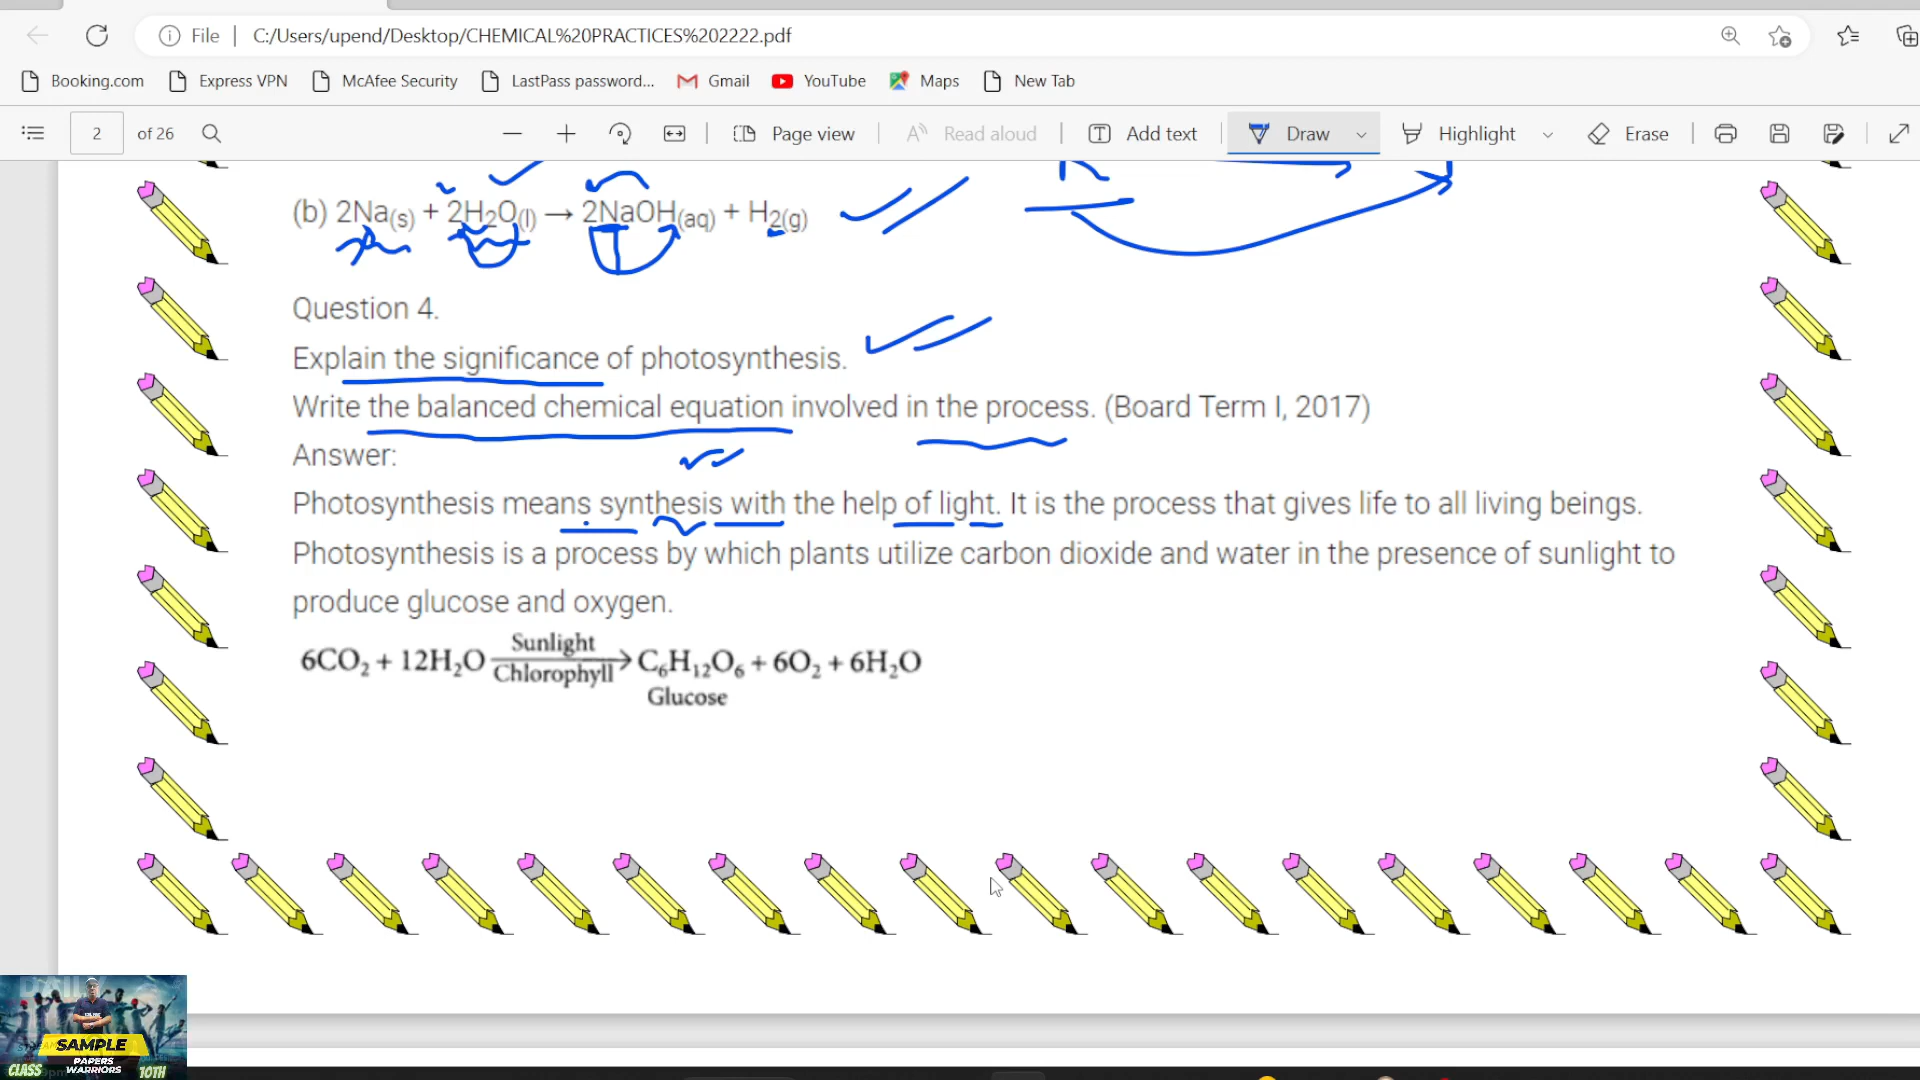 File | C:/Users/upend/Desktop/CHEMICAL%20PRACTICES%202222.pdf
Booking.com Express VPN McAfee Security LastPass password... Gmail YouTube Maps New Tab
2 of 26 Page view Read aloud Add text Draw Highlight Erase
(b) 2Na(s) + 2H₂O(l) → 2NaOH(aq) + H₂(g)
Question 4.
Explain the significance of photosynthesis.
Write the balanced chemical equation involved in the process. (Board Term I, 2017)
Answer:
Photosynthesis means synthesis with the help of light. It is the process that gives life to all living beings.
Photosynthesis is a process by which plants utilize carbon dioxide and water in the presence of sunlight to
produce glucose and oxygen.
Sunlight
6CO₂ + 12H₂O → C₆H₁₂O₆ + 6O₂ + 6H₂O
Chlorophyll
Glucose
SAMPLE
PAPERS
WARRIORS
CLASS 10TH